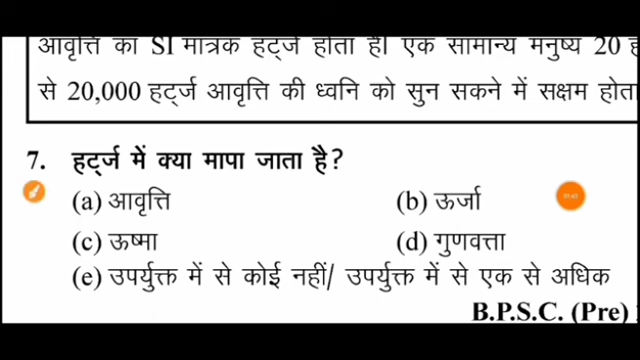 आवृत्ति का SI मात्रक हर्ट्ज होता है। एक सामान्य मनुष्य 20
से 20,000 हर्ट्ज आवृत्ति की ध्वनि को सुन सकने में सक्षम होता
7. हर्ट्ज में क्या मापा जाता है?
(a) आवृत्ति (b) ऊर्जा
(c) ऊष्मा (d) गुणवत्ता
(e) उपर्युक्त में से कोई नहीं/ उपर्युक्त में से एक से अधिक
B.P.S.C. (Pre)